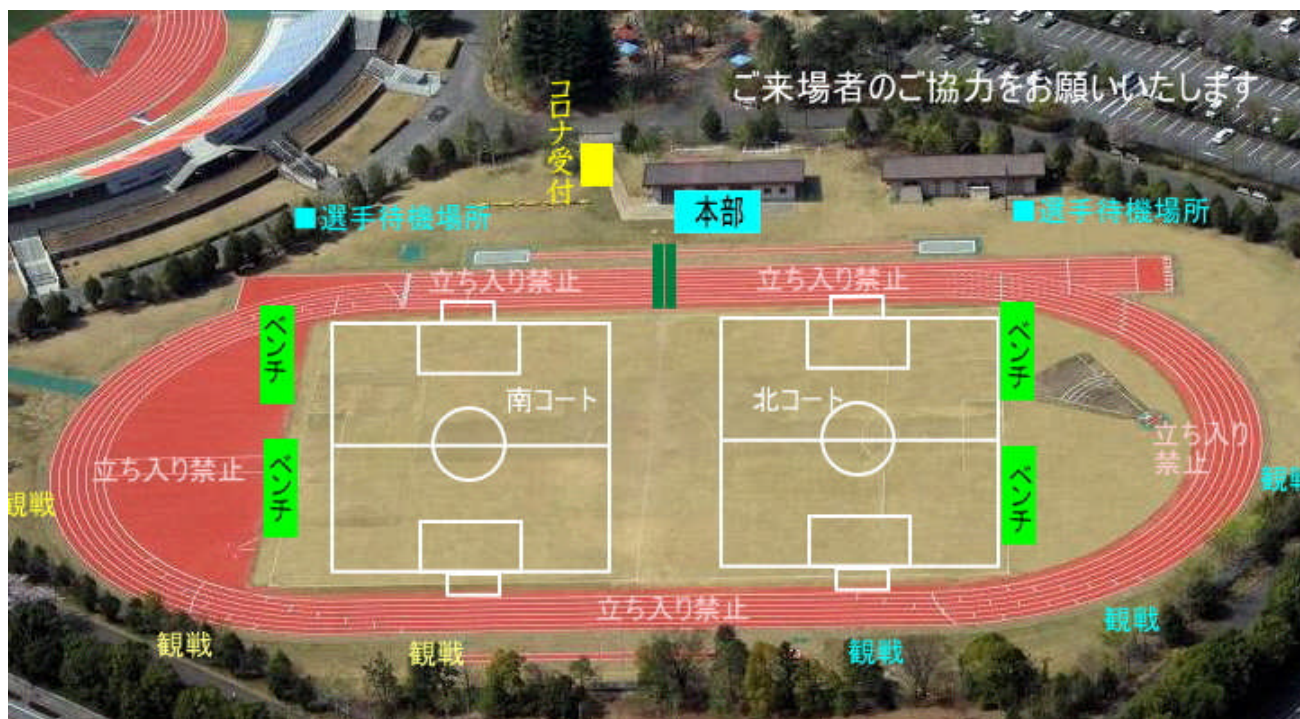 ご来場者のご協力をお願いいたします
コロナ受付
■選手待機場所
本部
■選手待機場所
立ち入り禁止
立ち入り禁止
ベンチ
ベンチ
南コート
北コート
立ち入り禁止
ベンチ
ベンチ
立ち入り
禁止
観戦
観戦
立ち入り禁止
観戦
観戦
観戦
観戦